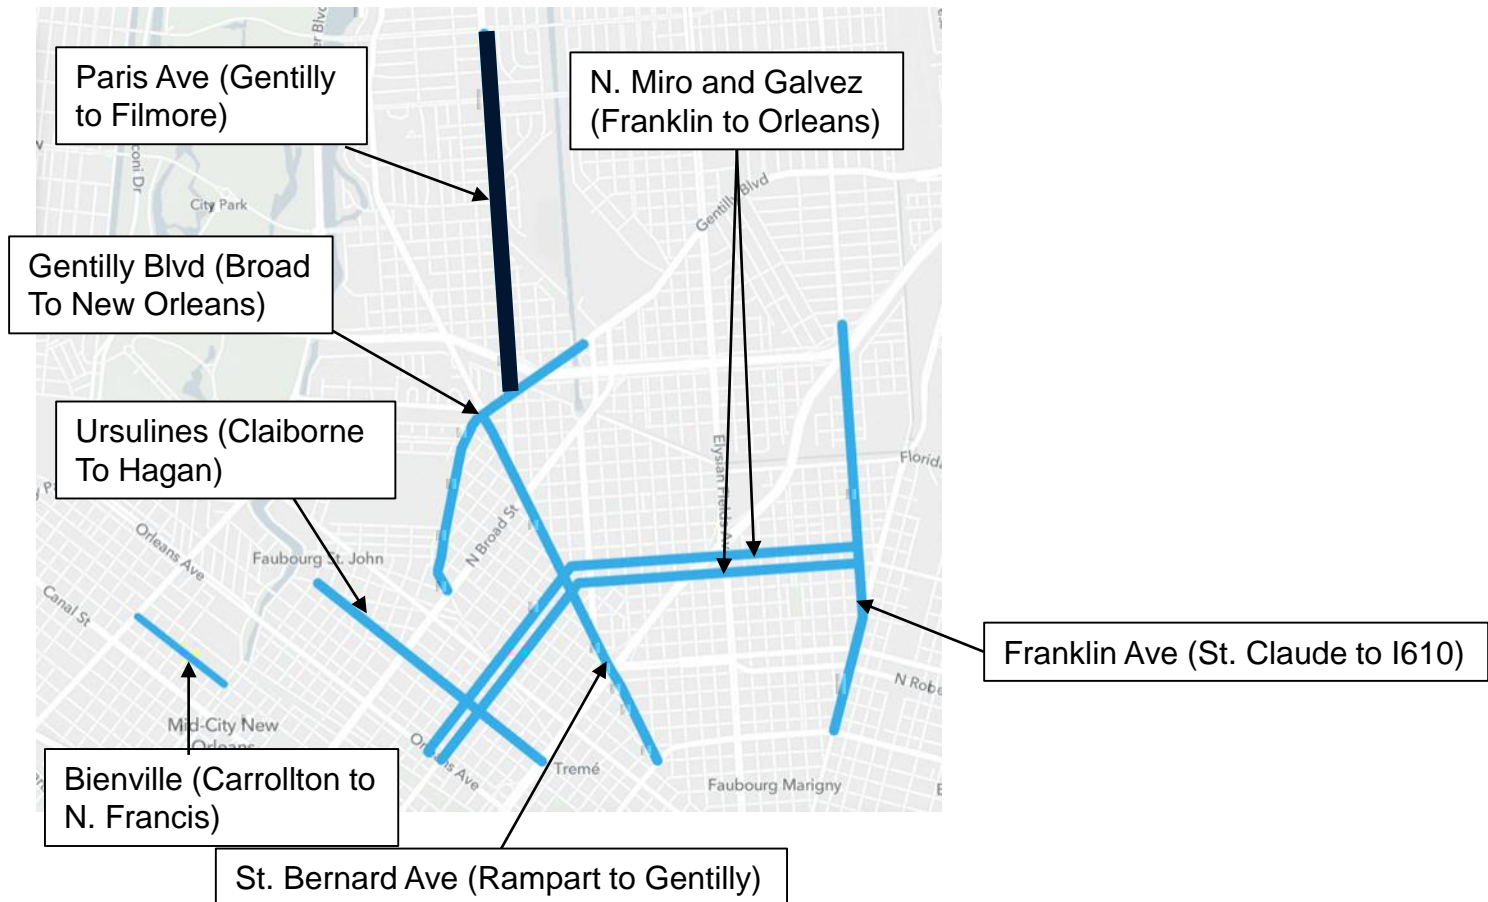 Paris Ave (Gentilly
to Filmore)
N. Miro and Galvez
(Franklin to Orleans)
coni Dr
City Park
Gentilly Blvd
Gentilly Blvd (Broad
To New Orleans)
Ursulines (Claiborne
To Hagan)
Elysian Fields
Florida
Orleans Ave
N Broad St
Faubourg St. John
Canal St
Franklin Ave (St. Claude to I610)
N Robe
Mid-City New
Orleans
Orleans Ave
Tremé
Faubourg Marigny
Bienville (Carrollton to
N. Francis)
St. Bernard Ave (Rampart to Gentilly)